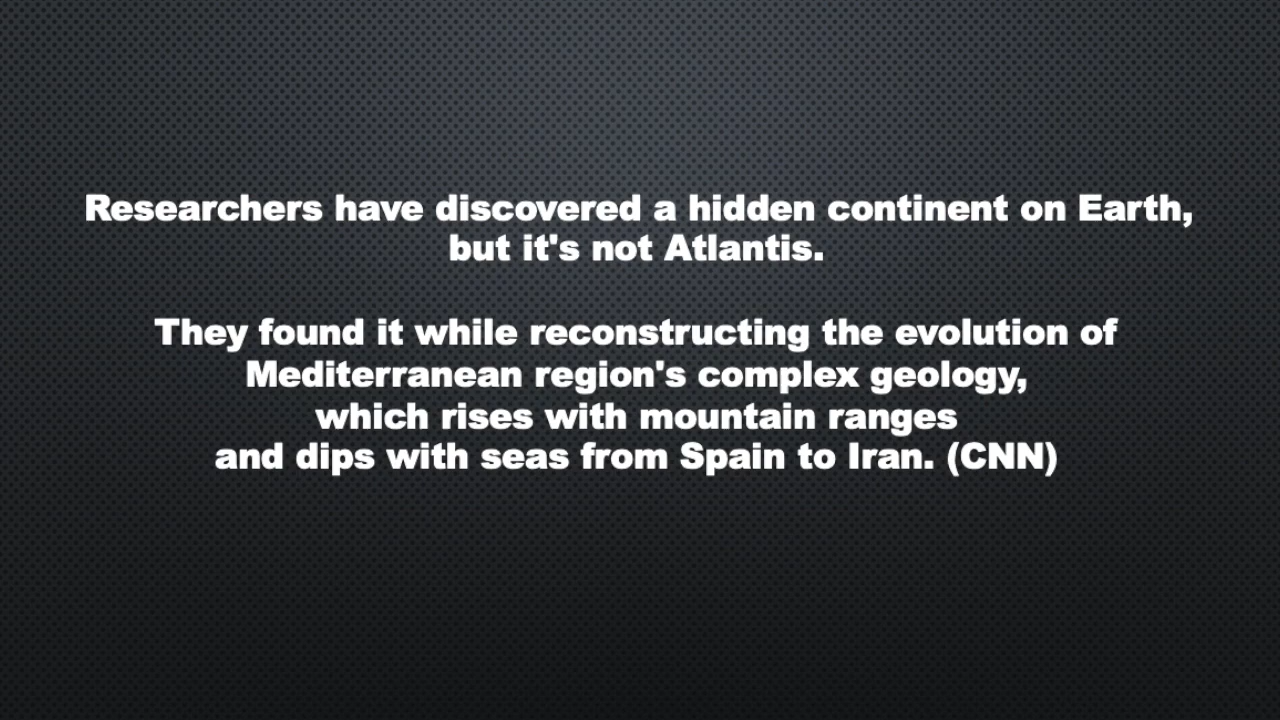 Researchers have discovered a hidden continent on Earth,
but it's not Atlantis.
They found it while reconstructing the evolution of
Mediterranean region's complex geology,
which rises with mountain ranges
and dips with seas from Spain to Iran. (CNN)